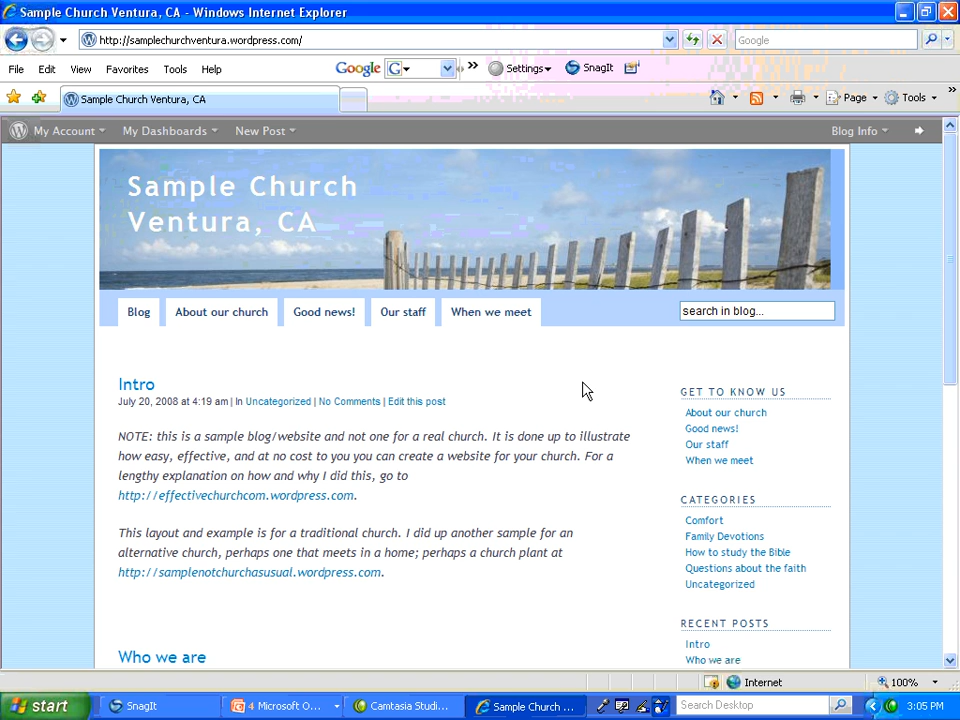 Sample Church Ventura, CA - Windows Internet Explorer
http://samplechurchventura.wordpress.com/
Google
File Edit View Favorites Tools Help
Google G Settings SnagIt
Sample Church Ventura, CA
Page Tools
My Account My Dashboards New Post Blog Info
Sample Church
Ventura, CA
Blog About our church Good news! Our staff When we meet
search in blog...
Intro
July 20, 2008 at 4:19 am | In Uncategorized | No Comments | Edit this post
NOTE: this is a sample blog/website and not one for a real church. It is done up to illustrate
how easy, effective, and at no cost to you you can create a website for your church. For a
lengthy explanation on how and why I did this, go to
http://effectivechurchcom.wordpress.com.
This layout and example is for a traditional church. I did up another sample for an
alternative church, perhaps one that meets in a home; perhaps a church plant at
http://samplenotchurchasusual.wordpress.com.
Who we are
GET TO KNOW US
About our church
Good news!
Our staff
When we meet
CATEGORIES
Comfort
Family Devotions
How to study the Bible
Questions about the faith
Uncategorized
RECENT POSTS
Intro
Who we are
Internet 100%
start SnagIt 4 Microsoft O... Camtasia Studi... Sample Church ... Search Desktop 3:05 PM